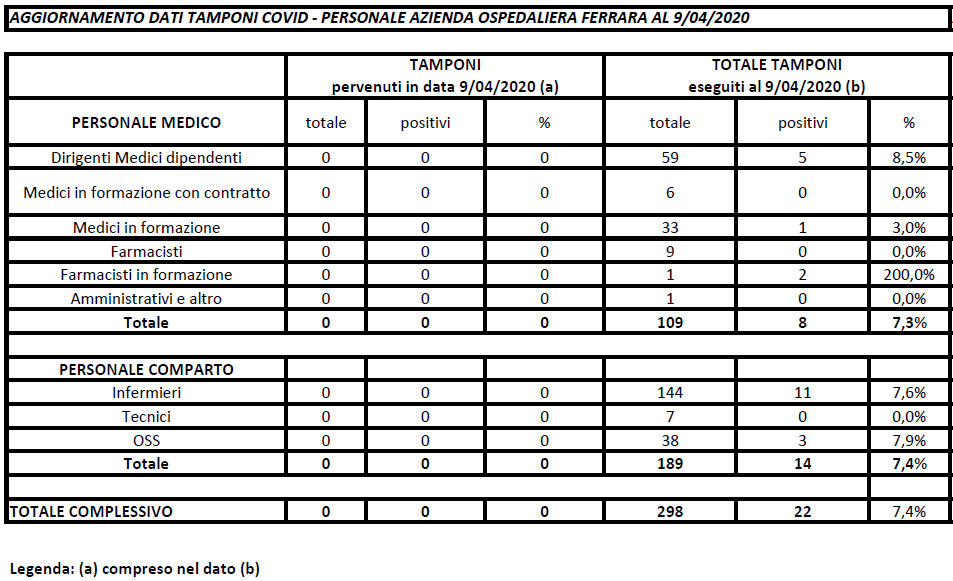 AGGIORNAMENTO DATI TAMPONI COVID - PERSONALE AZIENDA OSPEDALIERA FERRARA AL 9/04/2020
TAMPONI TOTALE TAMPONI
pervenuti in data 9/04/2020 (a) eseguiti al 9/04/2020 (b)
PERSONALE MEDICO totale positivi % totale positivi %
Dirigenti Medici dipendenti 0 0 0 59 5 8,5%
Medici in formazione con contratto 0 0 0 6 0 0,0%
Medici in formazione 0 0 0 33 1 3,0%
Farmacisti 0 0 0 9 0 0,0%
Farmacisti in formazione 0 0 0 1 2 200,0%
Amministrativi e altro 0 0 0 1 0 0,0%
Totale 0 0 0 109 8 7,3%
PERSONALE COMPARTO
Infermieri 0 0 0 144 11 7,6%
Tecnici 0 0 0 7 0 0,0%
OSS 0 0 0 38 3 7,9%
Totale 0 0 0 189 14 7,4%
TOTALE COMPLESSIVO 0 0 0 298 22 7,4%
Legenda: (a) compreso nel dato (b)